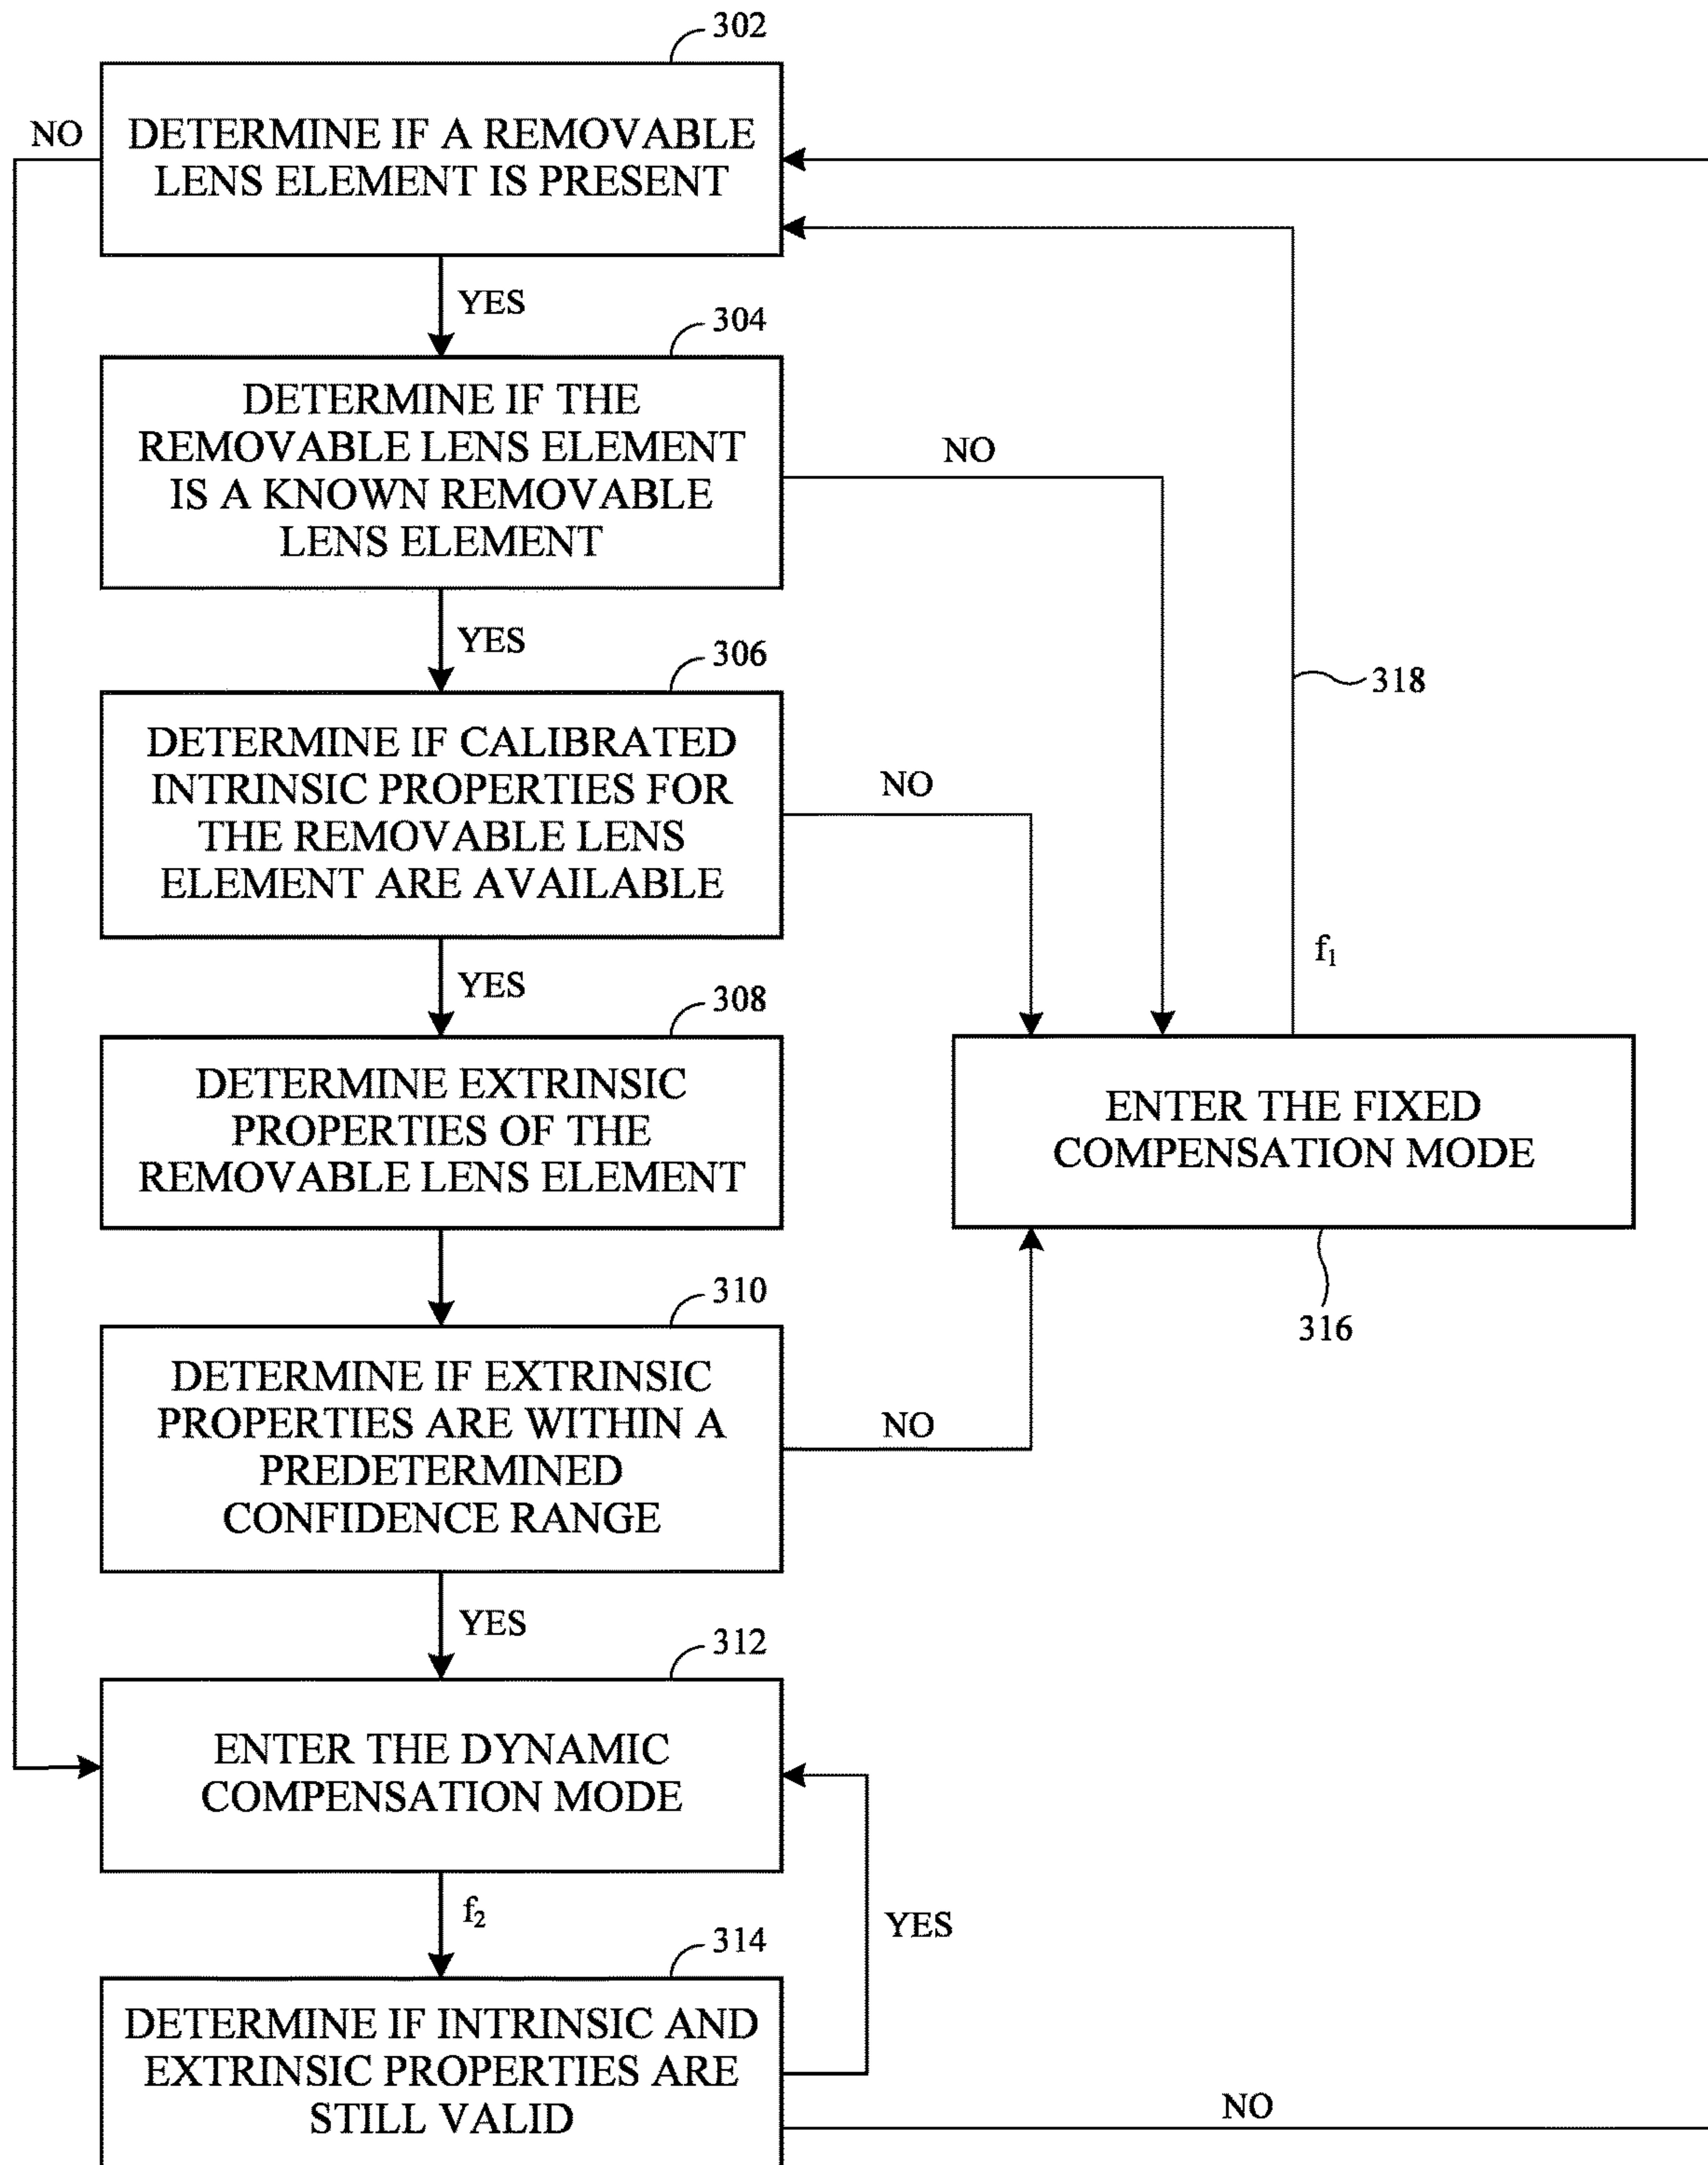 302
NO
DETERMINE IF A REMOVABLE
LENS ELEMENT IS PRESENT
YES
304
DETERMINE IF THE
REMOVABLE LENS ELEMENT
IS A KNOWN REMOVABLE
LENS ELEMENT
NO
YES
306
318
DETERMINE IF CALIBRATED
INTRINSIC PROPERTIES FOR
THE REMOVABLE LENS
ELEMENT ARE AVAILABLE
NO
f₁
YES
308
DETERMINE EXTRINSIC
PROPERTIES OF THE
REMOVABLE LENS ELEMENT
ENTER THE FIXED
COMPENSATION MODE
316
310
DETERMINE IF EXTRINSIC
PROPERTIES ARE WITHIN A
PREDETERMINED
CONFIDENCE RANGE
NO
YES
312
ENTER THE DYNAMIC
COMPENSATION MODE
f₂
YES
314
DETERMINE IF INTRINSIC AND
EXTRINSIC PROPERTIES ARE
STILL VALID
NO